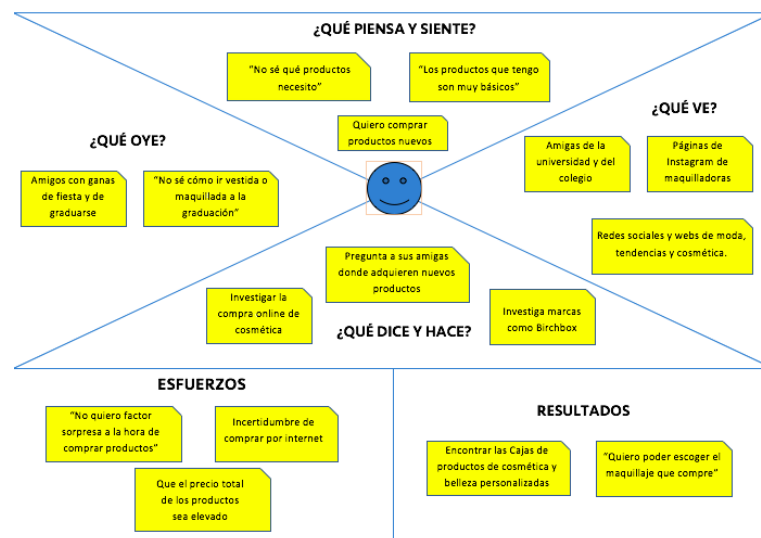 ¿QUÉ PIENSA Y SIENTE?
"No sé qué productos
necesito"
"Los productos que tengo
son muy básicos"
Quiero comprar
productos nuevos
¿QUÉ OYE?
Amigos con ganas
de fiesta y de
graduarse
"No sé cómo ir vestida o
maquillada a la
graduación"
¿QUÉ VE?
Amigas de la
universidad y del
colegio
Páginas de
Instagram de
maquilladoras
Redes sociales y webs de moda,
tendencias y cosmética.
Pregunta a sus amigas
donde adquieren nuevos
productos
Investigar la
compra online de
cosmética
¿QUÉ DICE Y HACE?
Investiga marcas
como Birchbox
ESFUERZOS
"No quiero factor
sorpresa a la hora de
comprar productos"
Incertidumbre de
comprar por internet
Que el precio total
de los productos
sea elevado
RESULTADOS
Encontrar las Cajas de
productos de cosmética y
belleza personalizadas
"Quiero poder escoger el
maquillaje que compre"